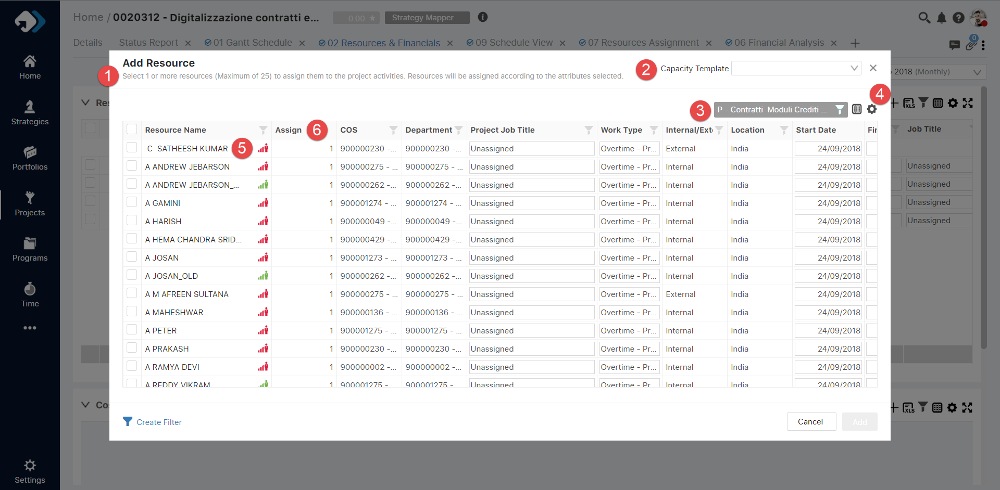 Home / 0020312 - Digitalizzazione contratti e...
0.00
Strategy Mapper
Details
Status Report
01 Gantt Schedule
02 Resources & Financials
09 Schedule View
07 Resources Assignment
06 Financial Analysis
0
Home
Strategies
Portfolios
Projects
Programs
Time
Settings
Add Resource
1
Select 1 or more resources (Maximum of 25) to assign them to the project activities. Resources will be assigned according to the attributes selected.
2
Capacity Template
2018 (Monthly)
Res
3
P - Contratti Moduli Crediti ...
4
XLS
Resource Name Assign 6 COS Department Project Job Title Work Type Internal/Ext Location Start Date Fin
Job Title
C SATHEESH KUMAR 5 1 900000230 -... 900000230 -... Unassigned Overtime - Pr... External India 24/09/2018
A ANDREW JEBARSON 1 900000275 - ... 900000275 - ... Unassigned Overtime - Pr... Internal India 24/09/2018
Unassigned
A ANDREW JEBARSON_... 1 900000262 -... 900000262 -... Unassigned Overtime - Pr... Internal India 24/09/2018
Unassigned
A GAMINI 1 900001274 - ... 900001274 - ... Unassigned Overtime - Pr... Internal India 24/09/2018
Unassigned
A HARISH 1 900000049 -... 900000049 -... Unassigned Overtime - Pr... Internal India 24/09/2018
Unassigned
A HEMA CHANDRA SRID... 1 900000429 -... 900000429 -... Unassigned Overtime - Pr... Internal India 24/09/2018
A JOSAN 1 900001273 - ... 900001273 - ... Unassigned Overtime - Pr... Internal India 24/09/2018
A JOSAN_OLD 1 900000262 -... 900000262 -... Unassigned Overtime - Pr... Internal India 24/09/2018
A M AFREEN SULTANA 1 900000275 - ... 900000275 - ... Unassigned Overtime - Pr... External India 24/09/2018
A MAHESHWAR 1 900000136 - ... 900000136 - ... Unassigned Overtime - Pr... Internal India 24/09/2018
A PETER 1 900001275 - ... 900001275 - ... Unassigned Overtime - Pr... Internal India 24/09/2018
A PRAKASH 1 900000230 -... 900000230 -... Unassigned Overtime - Pr... Internal India 24/09/2018
A RAMYA DEVI 1 900000002 -... 900000002 -... Unassigned Overtime - Pr... Internal India 24/09/2018
A REDDY VIKRAM 1 900001275 - 900001275 - Unassigned Overtime - Pr... Internal India 24/09/2018
Cos
XLS
Create Filter
Cancel
Add